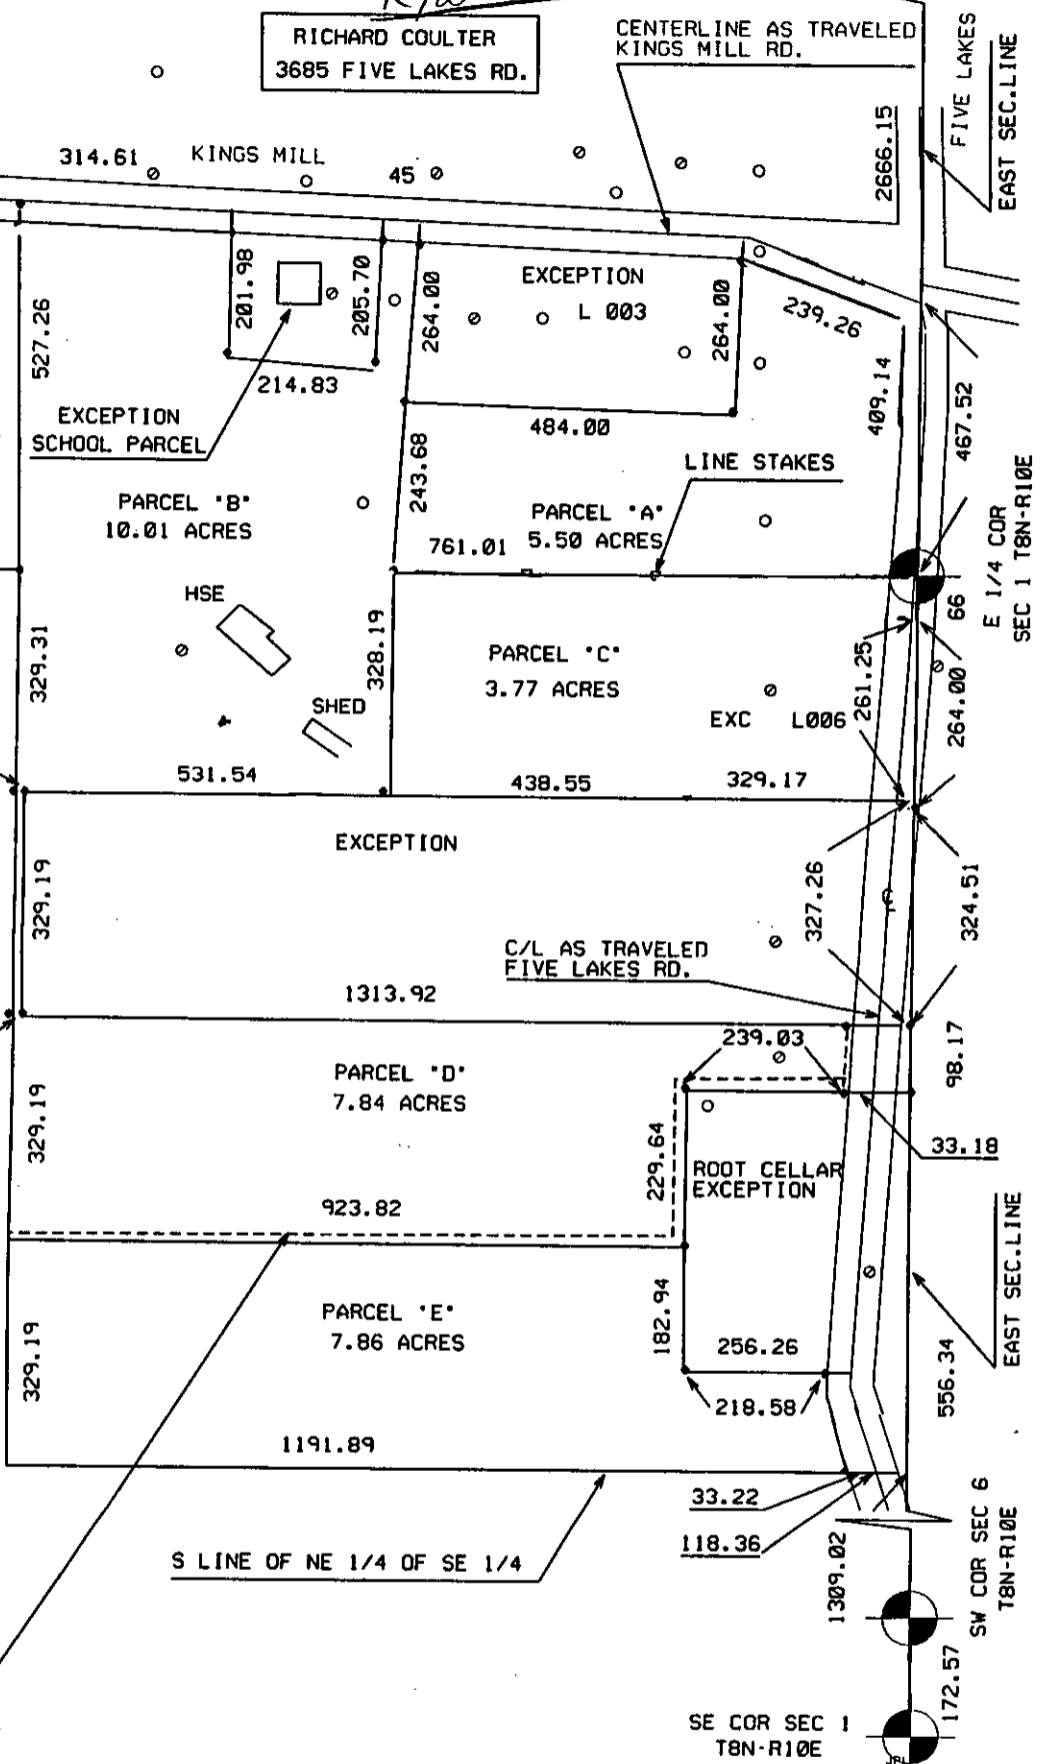 R/W
RICHARD COULTER
3685 FIVE LAKES RD.
CENTERLINE AS TRAVELED
KINGS MILL RD.
FIVE LAKES
EAST SEC.LINE
2666.15
314.61
KINGS MILL
45
201.98
205.70
264.00
EXCEPTION
L 003
264.00
239.26
527.26
214.83
409.14
467.52
EXCEPTION
SCHOOL PARCEL
484.00
243.68
LINE STAKES
PARCEL "B"
10.01 ACRES
PARCEL "A"
5.50 ACRES
761.01
E 1/4 COR
SEC 1 T8N-R10E
66
HSE
329.31
328.19
PARCEL "C"
3.77 ACRES
261.25
264.00
SHED
EXC L006
531.54
438.55
329.17
EXCEPTION
329.19
327.26
324.51
C/L AS TRAVELED
FIVE LAKES RD.
1313.92
239.03
98.17
PARCEL "D"
7.84 ACRES
329.19
229.64
33.18
ROOT CELLAR
EXCEPTION
923.82
EAST SEC.LINE
PARCEL "E"
7.86 ACRES
182.94
329.19
256.26
556.34
218.58
1191.89
33.22
118.36
S LINE OF NE 1/4 OF SE 1/4
1309.02
SW COR SEC 6
T8N-R10E
172.57
SE COR SEC 1
T8N-R10E